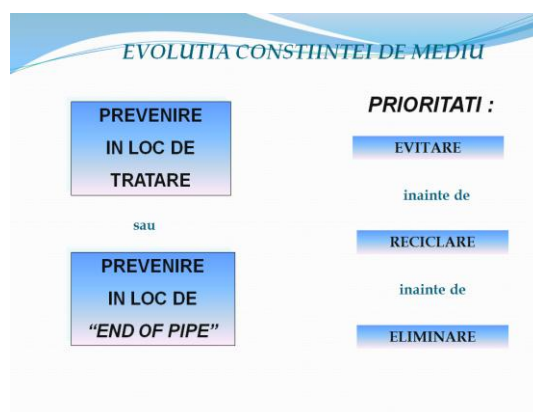 EVOLUTIA CONSTIINTEI DE MEDIU
PREVENIRE
IN LOC DE
TRATARE
sau
PREVENIRE
IN LOC DE
“END OF PIPE”
PRIORITATI :
EVITARE
inainte de
RECICLARE
inainte de
ELIMINARE